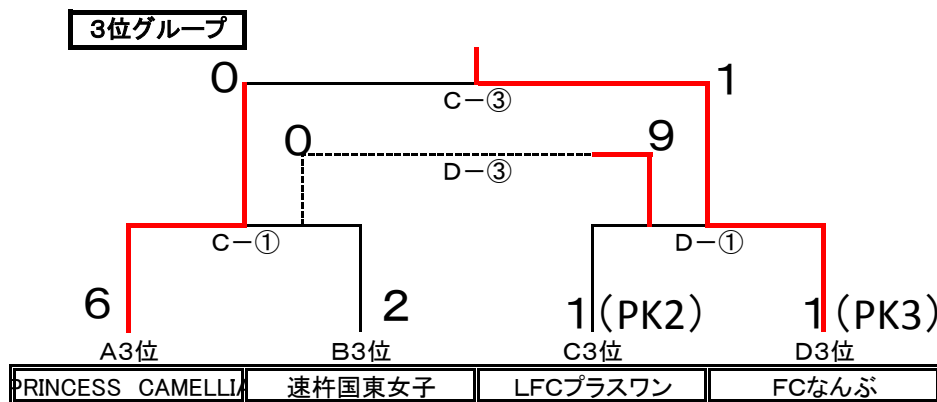 3位グループ
0 1
C－③
0 9
D－③
C－① D－①
6 2 1(PK2) 1(PK3)
A3位 B3位 C3位 D3位
PRINCESS CAMELLIA 速杵国東女子 LFCプラスワン FCなんぶ